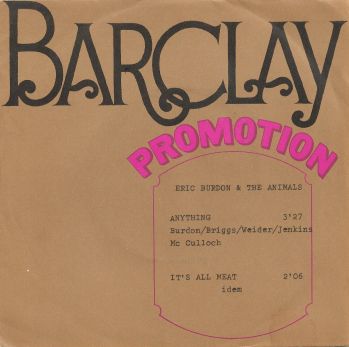 BARCLAY
PROMOTION
ERIC BURDON & THE ANIMALS
ANYTHING 3'27
Burdon/Briggs/Weider/Jenkins
Mc Culloch
IT'S ALL MEAT 2'06
idem